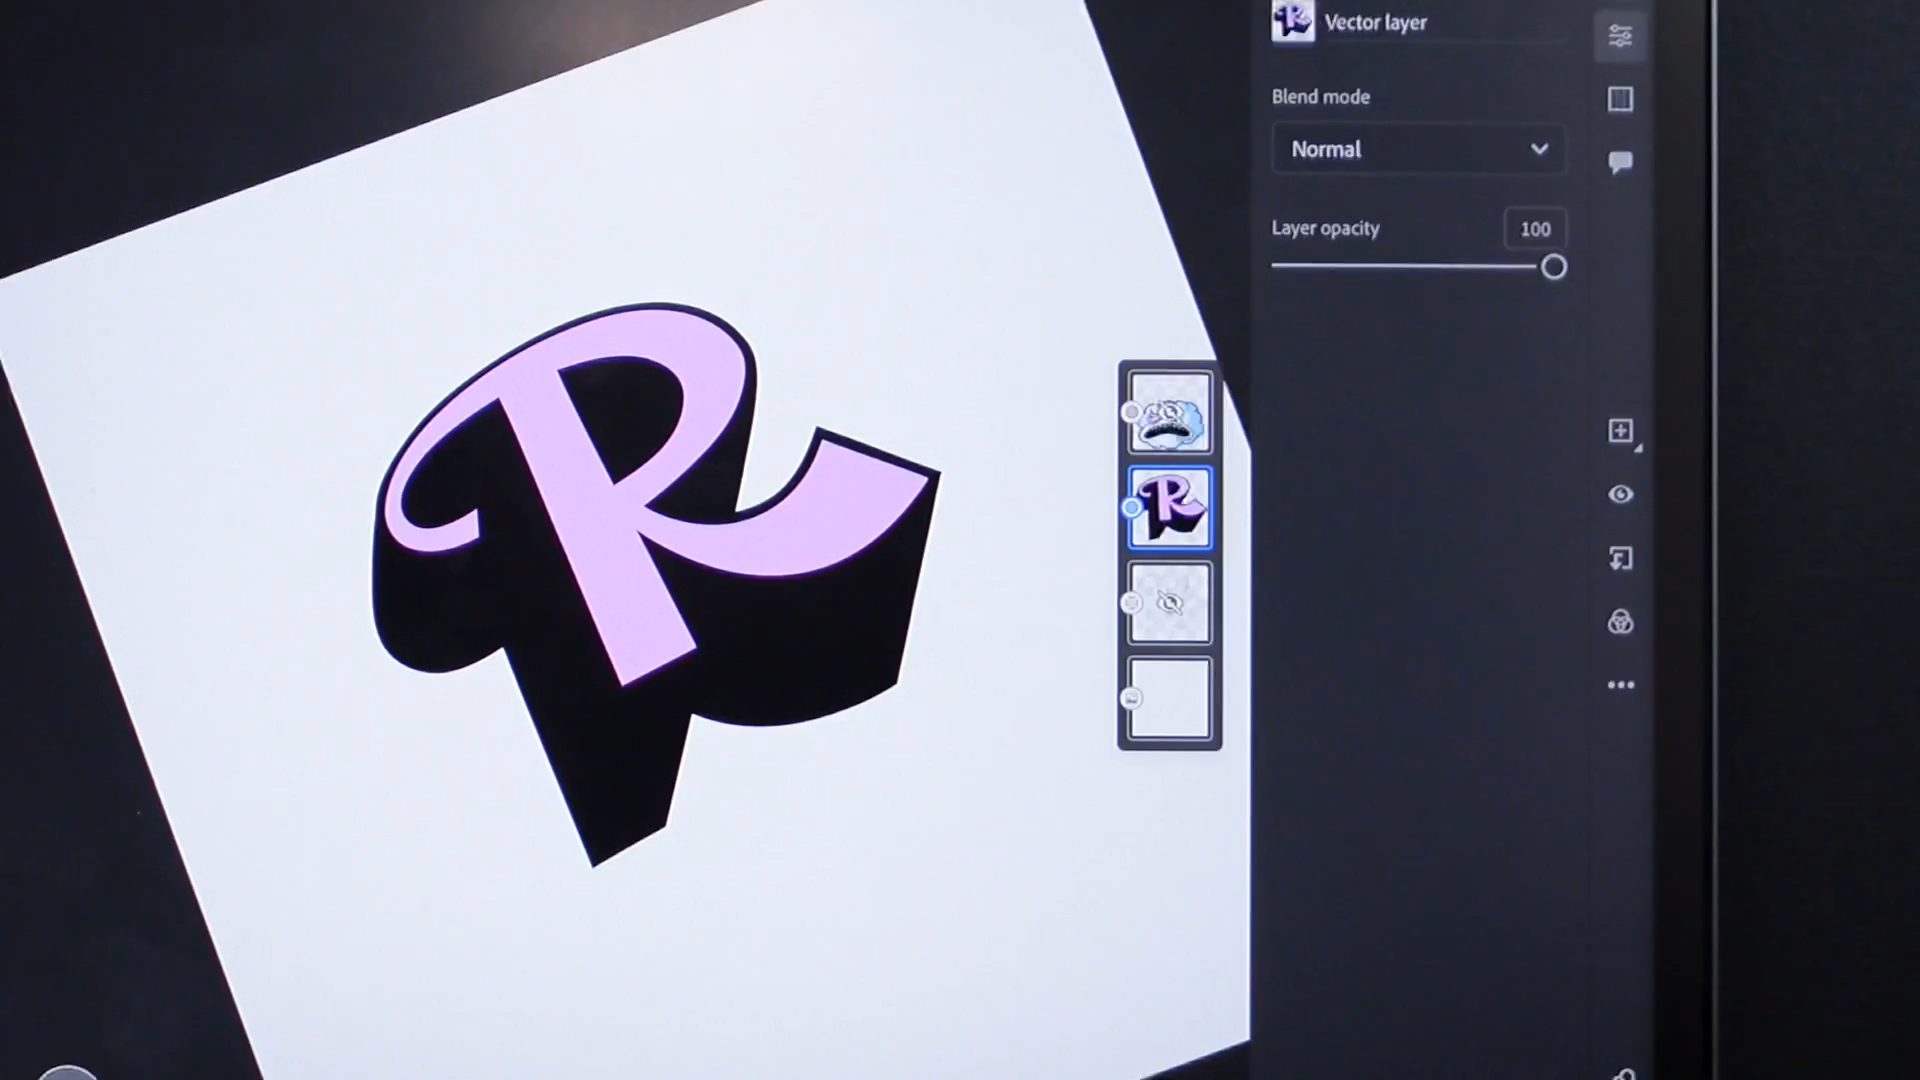 Vector layer
Blend mode
Normal
Layer opacity
100
R